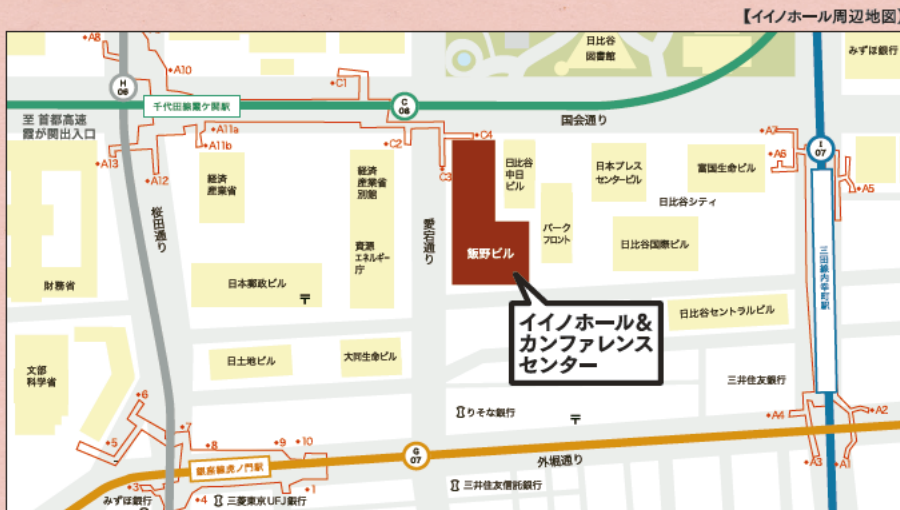 【イイノホール周辺地図】
A8
A10
H
06
C1
日比谷
図書館
みずほ銀行
千代田線霞ケ関駅
C
08
至 首都高速
霞が関出入口
A11a
A11b
国会通り
C2
C4
C3
A7
A6
I
07
A5
A13
A12
経済
産業省
経済
産業省
別館
日比谷
中日
ビル
日本プレス
センタービル
富国生命ビル
日比谷シティ
桜田通り
愛宕通り
パーク
フロント
日比谷国際ビル
資源
エネルギー
庁
飯野ビル
三田線内幸町駅
財務省
日本郵政ビル
〒
イイノホール&
カンファレンス
センター
日比谷セントラルビル
文部
科学省
日土地ビル
大同生命ビル
三井住友銀行
りそな銀行
〒
A4
A2
6
7
5
8
9
10
G
07
銀座線虎ノ門駅
外堀通り
A3
A1
3
1
みずほ銀行
4
三菱東京UFJ銀行
三井住友信託銀行